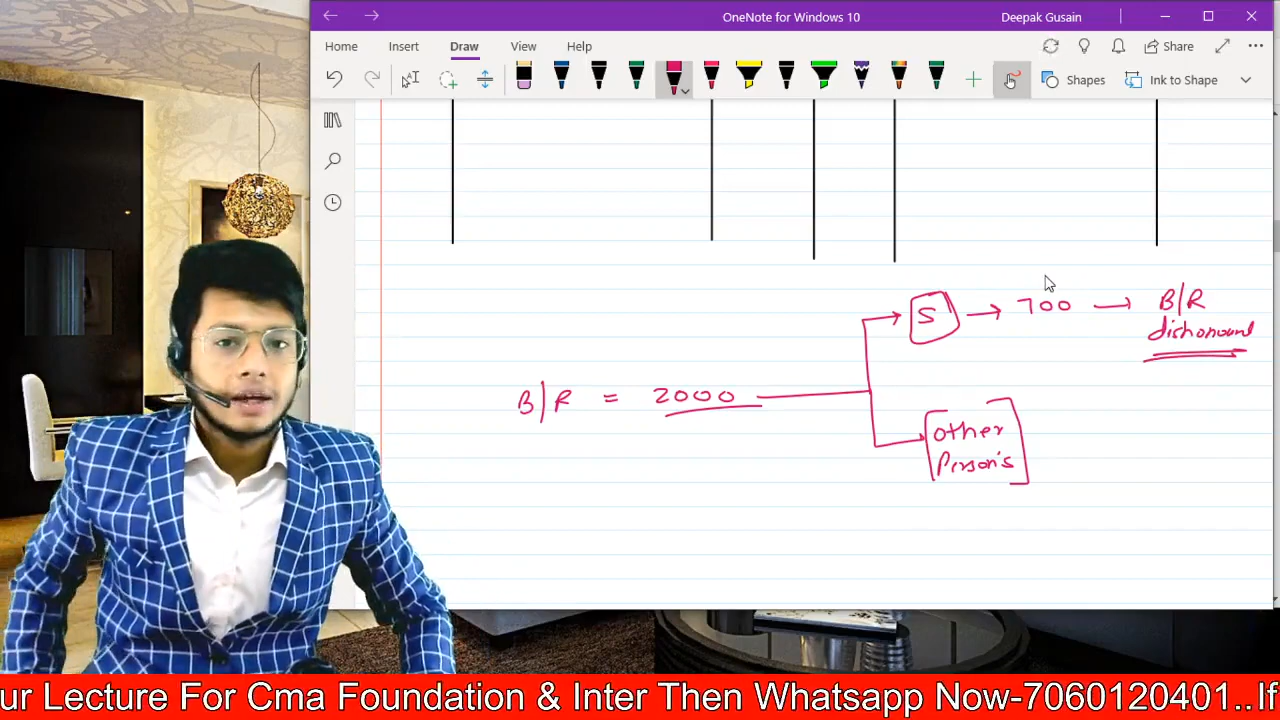 OneNote for Windows 10
Deepak Gusain
Home Insert Draw View Help
Share
Shapes
Ink to Shape
S → 700 → B/R
dishonoured
B/R = 2000
Other
Person's
ur Lecture For Cma Foundation & Inter Then Whatsapp Now-7060120401..If